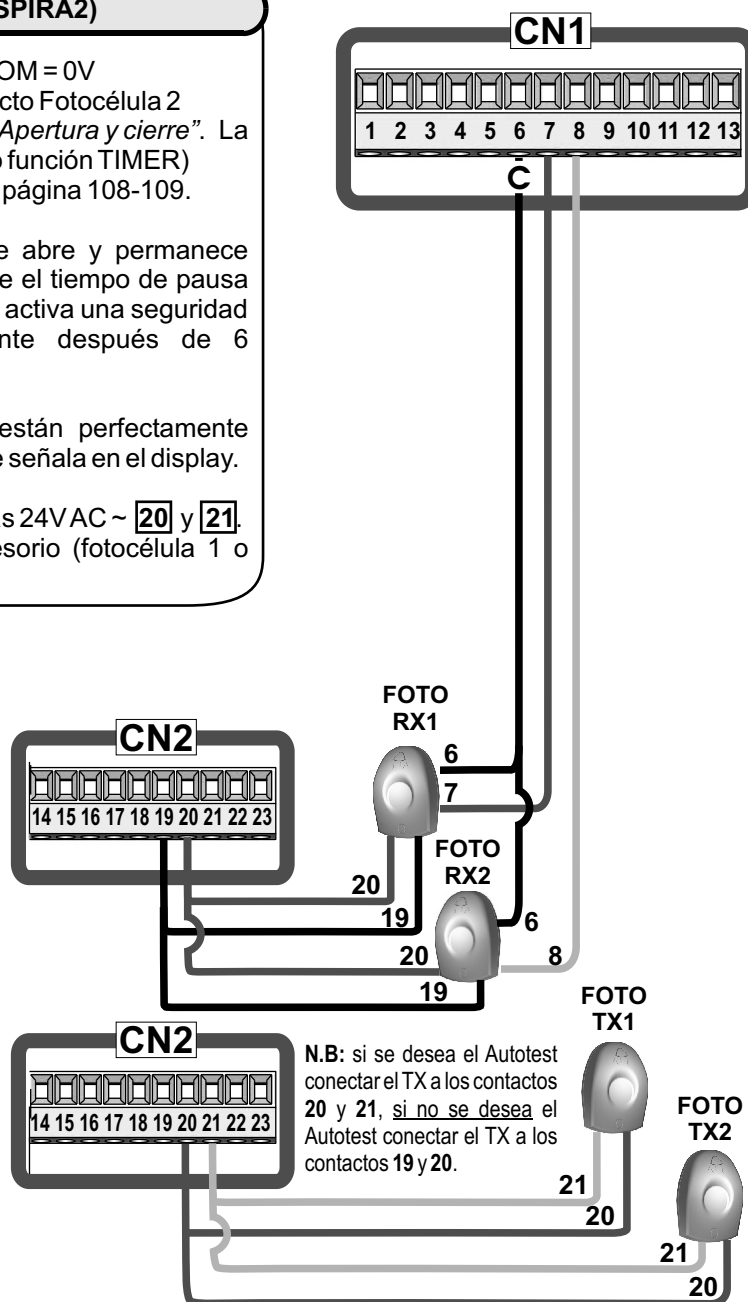 SPIRA2)
OM = 0V
cto Fotocélula 2
Apertura y cierre”. La
o función TIMER)
página 108-109.
e abre y permanece
e el tiempo de pausa
activa una seguridad
nte después de 6
están perfectamente
e señala en el display.
s 24V AC ~ 20 y 21.
esorio (fotocélula 1 o
CN1
1 2 3 4 5 6 7 8 9 10 11 12 13
C
FOTO
RX1
6
7
CN2
14 15 16 17 18 19 20 21 22 23
20
19
FOTO
RX2
6
20
8
19
CN2
14 15 16 17 18 19 20 21 22 23
N.B: si se desea el Autotest
conectar el TX a los contactos
20 y 21, si no se desea el
Autotest conectar el TX a los
contactos 19 y 20.
FOTO
TX1
21
20
FOTO
TX2
21
20